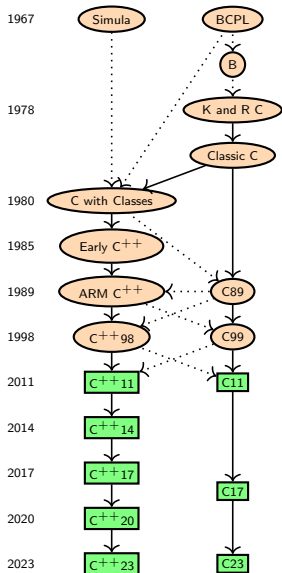 1967 Simula BCPL
B
1978 K and R C
Classic C
1980 C with Classes
1985 Early C++
1989 ARM C++ C89
1998 C++98 C99
2011 C++11 C11
2014 C++14
2017 C++17
C17
2020 C++20
2023 C++23 C23